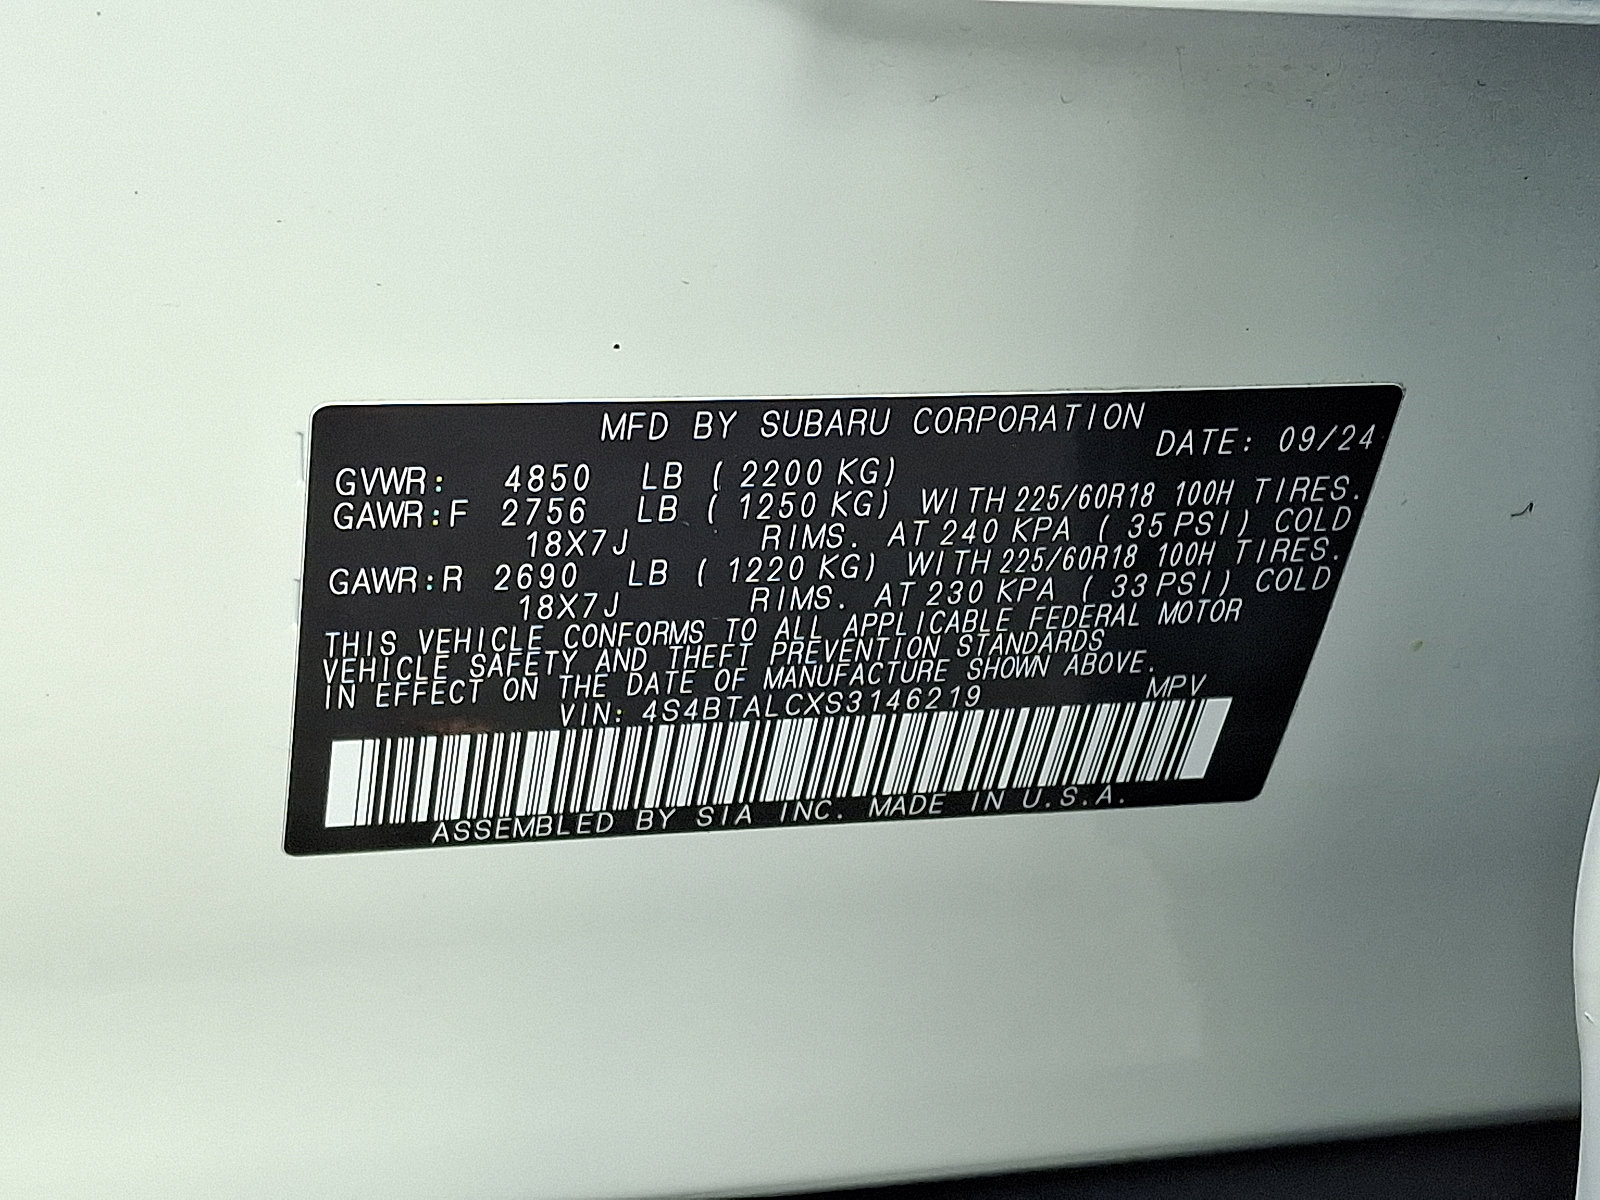 MFD BY SUBARU CORPORATION
DATE: 09/24
GVWR: 4850 LB ( 2200 KG)
GAWR:F 2756 LB ( 1250 KG) WITH 225/60R18 100H TIRES.
18X7J RIMS. AT 240 KPA ( 35 PSI) COLD
GAWR:R 2690 LB ( 1220 KG) WITH 225/60R18 100H TIRES.
18X7J RIMS. AT 230 KPA ( 33 PSI) COLD
THIS VEHICLE CONFORMS TO ALL APPLICABLE FEDERAL MOTOR
VEHICLE SAFETY AND THEFT PREVENTION STANDARDS
IN EFFECT ON THE DATE OF MANUFACTURE SHOWN ABOVE.
VIN: 4S4BTALCXS3146219 MPV
ASSEMBLED BY SIA INC. MADE IN U.S.A.